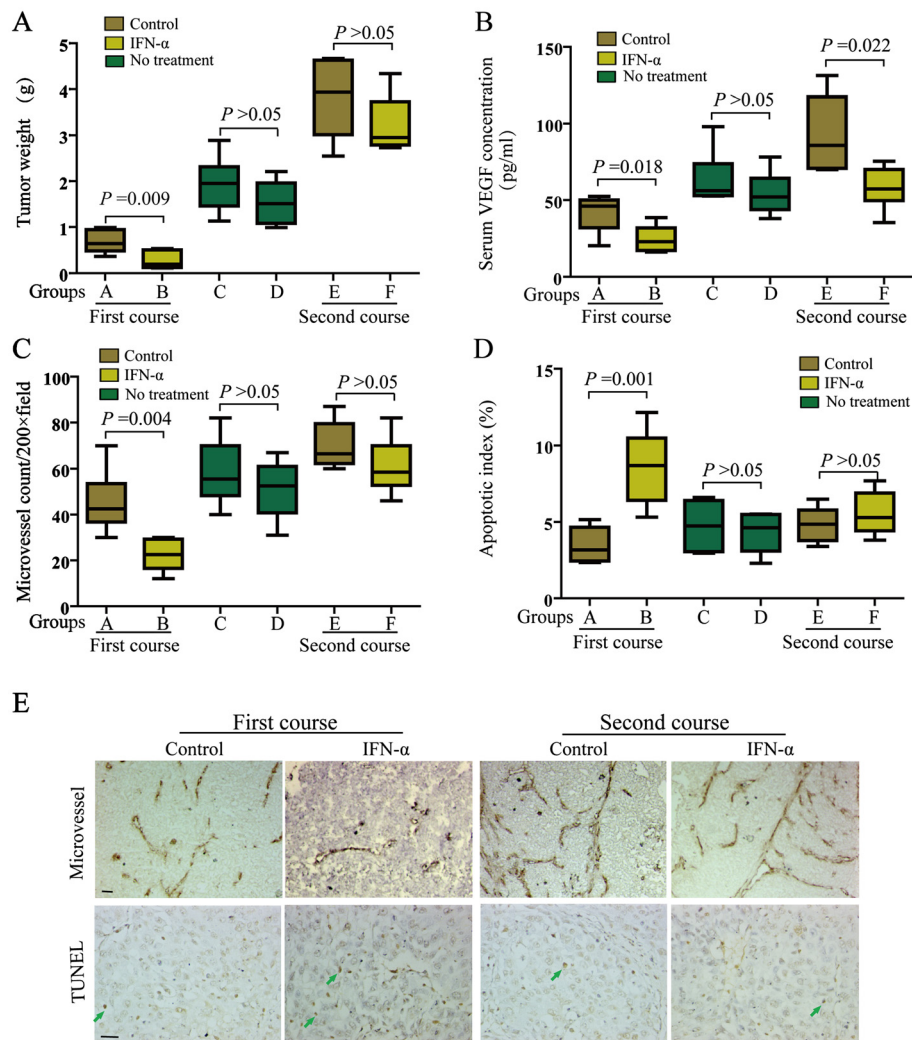 A
Control
IFN-α
No treatment
P >0.05
P >0.05
P =0.009
Tumor weight (g)
5
4
3
2
1
0
Groups A B C D E F
First course Second course
B
Control
IFN-α
No treatment
P =0.022
P >0.05
P =0.018
Serum VEGF concentration
(pg/ml)
150
100
50
0
Groups A B C D E F
First course Second course
C
Control
IFN-α
No treatment
P >0.05
P >0.05
P =0.004
Microvessel count/200×field
100
80
60
40
20
0
Groups A B C D E F
First course Second course
D
Control
IFN-α
No treatment
P =0.001
P >0.05
P >0.05
Apoptotic index (%)
15
10
5
0
Groups A B C D E F
First course Second course
E
First course Second course
Control IFN-α Control IFN-α
Microvessel
TUNEL